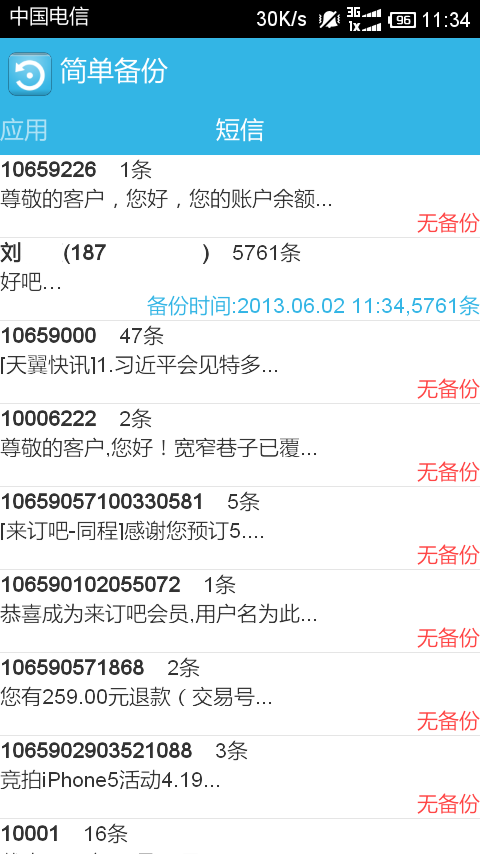 中国电信 30K/s 3G 1x 96 11:34
简单备份
应用 短信
10659226 1条
尊敬的客户，您好，您的账户余额...
无备份
刘 (187 ) 5761条
好吧...
备份时间:2013.06.02 11:34,5761条
10659000 47条
[天翼快讯]1.习近平会见特多...
无备份
10006222 2条
尊敬的客户,您好！宽窄巷子已覆...
无备份
10659057100330581 5条
[来订吧-同程]感谢您预订5....
无备份
106590102055072 1条
恭喜成为来订吧会员,用户名为此...
无备份
106590571868 2条
您有259.00元退款（交易号...
无备份
1065902903521088 3条
竞拍iPhone5活动4.19...
无备份
10001 16条